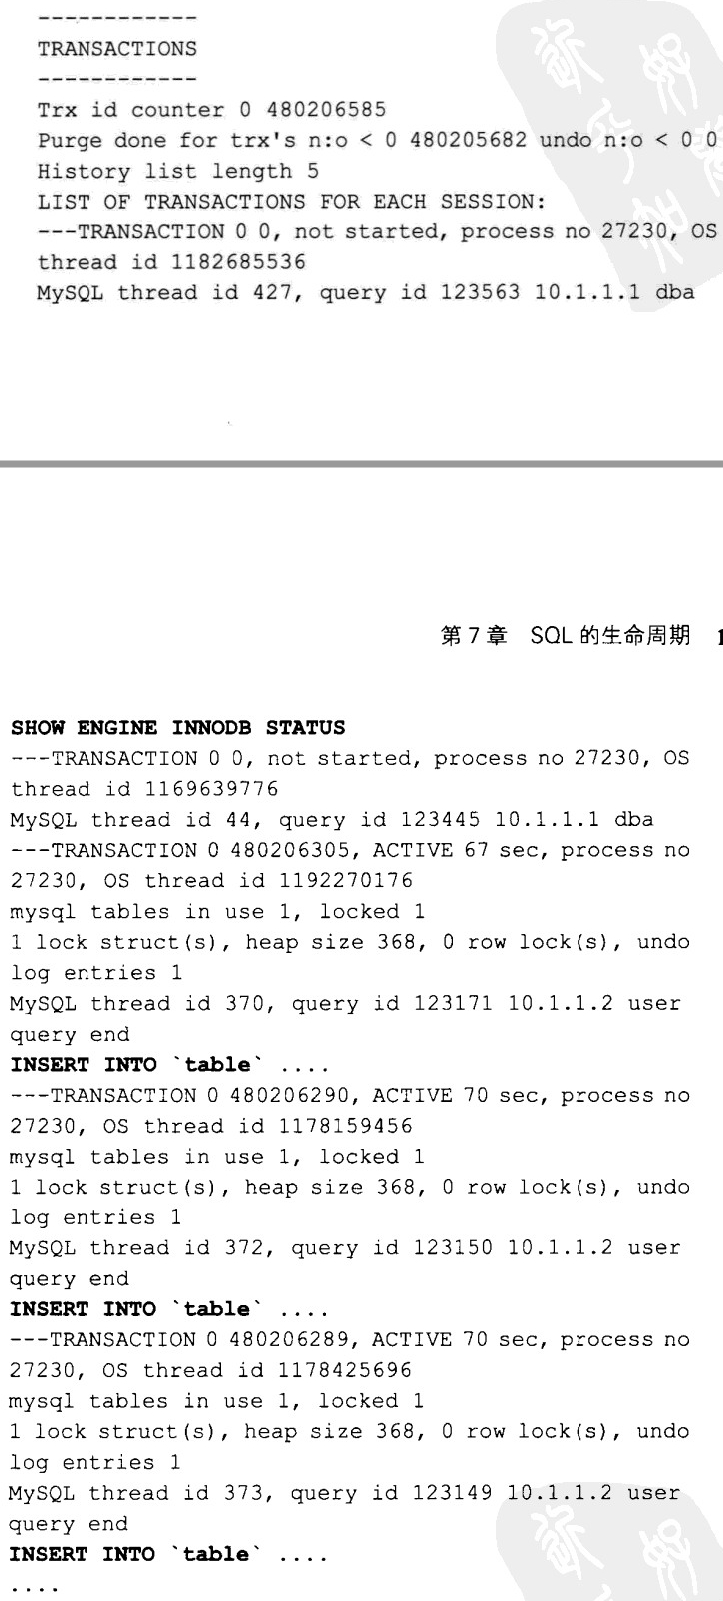 ------------
TRANSACTIONS
------------
Trx id counter 0 480206585
Purge done for trx's n:o < 0 480205682 undo n:o < 0 0
History list length 5
LIST OF TRANSACTIONS FOR EACH SESSION:
---TRANSACTION 0 0, not started, process no 27230, OS
thread id 1182685536
MySQL thread id 427, query id 123563 10.1.1.1 dba
第 7 章 SQL 的生命周期 1
SHOW ENGINE INNODB STATUS
---TRANSACTION 0 0, not started, process no 27230, OS
thread id 1169639776
MySQL thread id 44, query id 123445 10.1.1.1 dba
---TRANSACTION 0 480206305, ACTIVE 67 sec, process no
27230, OS thread id 1192270176
mysql tables in use 1, locked 1
1 lock struct(s), heap size 368, 0 row lock(s), undo
log entries 1
MySQL thread id 370, query id 123171 10.1.1.2 user
query end
INSERT INTO `table` ....
---TRANSACTION 0 480206290, ACTIVE 70 sec, process no
27230, OS thread id 1178159456
mysql tables in use 1, locked 1
1 lock struct(s), heap size 368, 0 row lock(s), undo
log entries 1
MySQL thread id 372, query id 123150 10.1.1.2 user
query end
INSERT INTO `table` ....
---TRANSACTION 0 480206289, ACTIVE 70 sec, process no
27230, OS thread id 1178425696
mysql tables in use 1, locked 1
1 lock struct(s), heap size 368, 0 row lock(s), undo
log entries 1
MySQL thread id 373, query id 123149 10.1.1.2 user
query end
INSERT INTO `table` ....
....